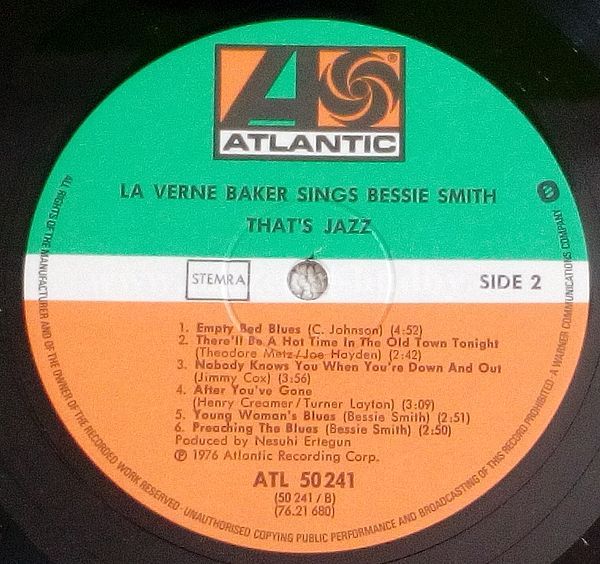 ATLANTIC
LA VERNE BAKER SINGS BESSIE SMITH
THAT'S JAZZ
STEMRA
SIDE 2
1. Empty Bed Blues (C. Johnson) (4:52)
2. There'll Be A Hot Time In The Old Town Tonight
(Theodore Metz/Joe Hayden) (2:42)
3. Nobody Knows You When You're Down And Out
(Jimmy Cox) (3:56)
4. After You've Gone
(Henry Creamer/Turner Layton) (3:09)
5. Young Woman's Blues (Bessie Smith) (2:51)
6. Preaching The Blues (Bessie Smith) (2:50)
Produced by Nesuhi Ertegun
℗ 1976 Atlantic Recording Corp.
ATL 50 241
(50 241 / B)
(76.21 680)
ALL RIGHTS OF THE MANUFACTURER AND OF THE OWNER OF THE RECORDED WORK RESERVED · UNAUTHORISED COPYING PUBLIC PERFORMANCE AND BROADCASTING OF THIS RECORD PROHIBITED · A WARNER COMMUNICATIONS COMPANY